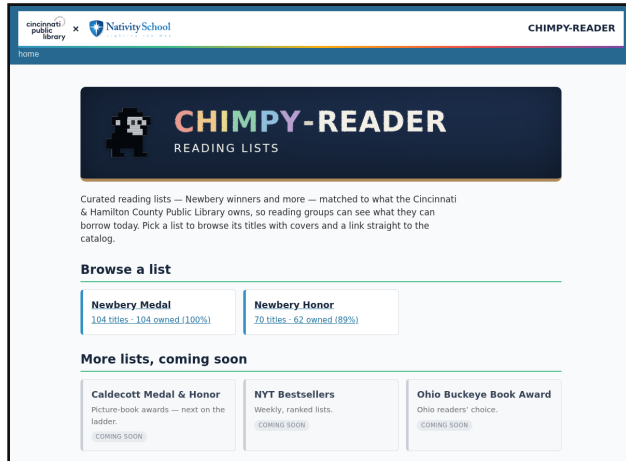 cincinnati
public
library
×
Nativity School
CHIMPY-READER
home
CHIMPY-READER
READING LISTS
Curated reading lists — Newbery winners and more — matched to what the Cincinnati
& Hamilton County Public Library owns, so reading groups can see what they can
borrow today. Pick a list to browse its titles with covers and a link straight to the
catalog.
Browse a list
Newbery Medal
104 titles · 104 owned (100%)
Newbery Honor
70 titles · 62 owned (89%)
More lists, coming soon
Caldecott Medal & Honor
Picture-book awards — next on the
ladder.
COMING SOON
NYT Bestsellers
Weekly, ranked lists.
COMING SOON
Ohio Buckeye Book Award
Ohio readers’ choice.
COMING SOON